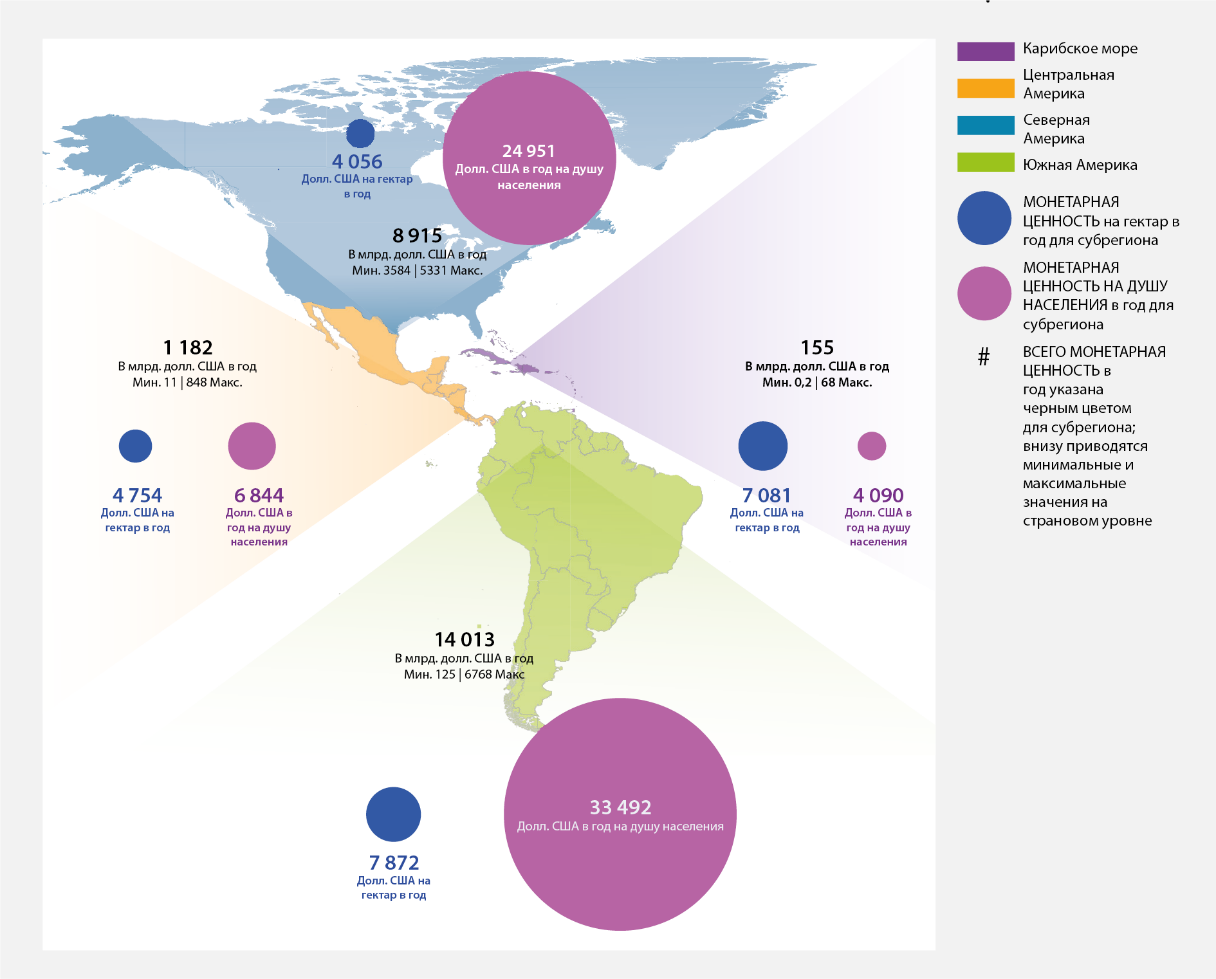 24 951
Долл. США в год на душу
населения
4 056
Долл. США на гектар
в год
8 915
В млрд. долл. США в год
Мин. 3584 | 5331 Макс.
1 182
В млрд. долл. США в год
Мин. 11 | 848 Макс.
4 754
Долл. США на
гектар в год
6 844
Долл. США в
год на душу
населения
155
В млрд. долл. США в год
Мин. 0,2 | 68 Макс.
7 081
Долл. США на
гектар в год
4 090
Долл. США в
год на душу
населения
14 013
В млрд. долл. США в год
Мин. 125 | 6768 Макс
33 492
Долл. США в год на душу населения
7 872
Долл. США на
гектар в год
Карибское море
Центральная
Америка
Северная
Америка
Южная Америка
МОНЕТАРНАЯ
ЦЕННОСТЬ на гектар в
год для субрегиона
МОНЕТАРНАЯ
ЦЕННОСТЬ НА ДУШУ
НАСЕЛЕНИЯ в год для
субрегиона
#
ВСЕГО МОНЕТАРНАЯ
ЦЕННОСТЬ в
год указана
черным цветом
для субрегиона;
внизу приводятся
минимальные и
максимальные
значения на
страновом уровне